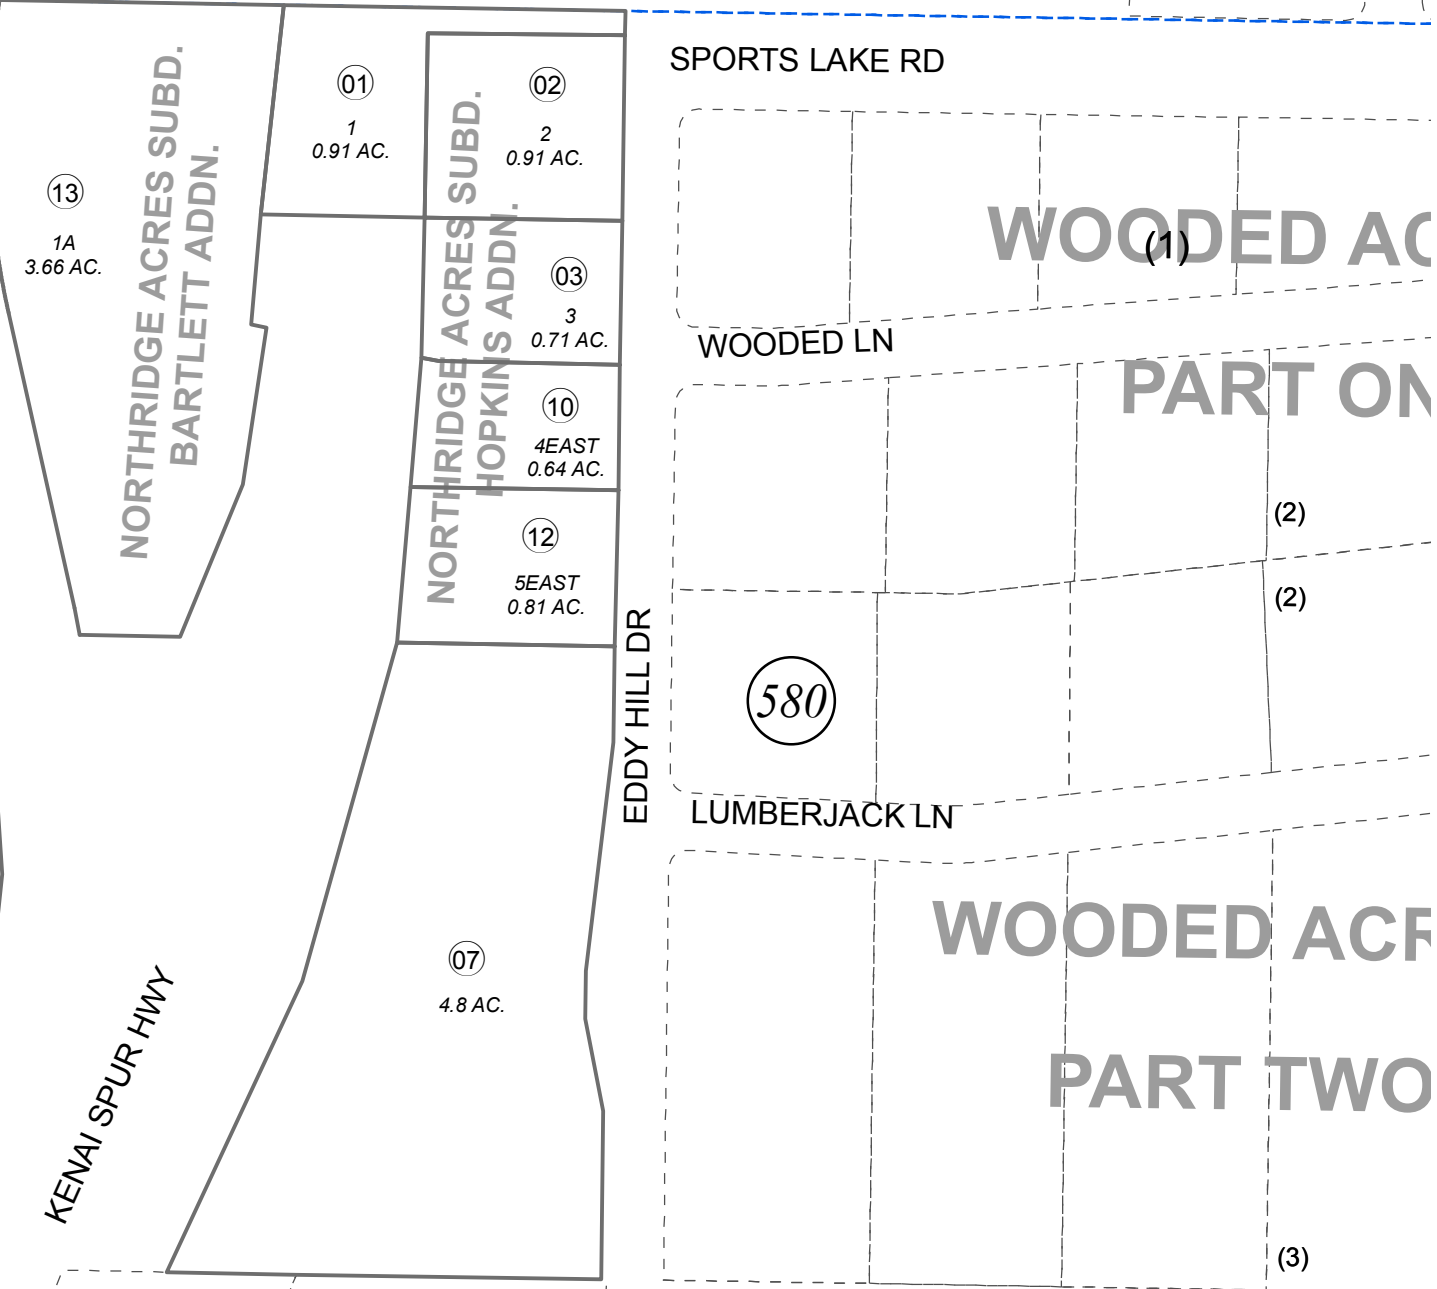 SPORTS LAKE RD
01
1
0.91 AC.
02
2
0.91 AC.
13
1A
3.66 AC.
NORTHRIDGE ACRES SUBD.
BARTLETT ADDN.
NORTHRIDGE ACRES SUBD.
HOPKINS ADDN.
03
3
0.71 AC.
WOODED AC
(1)
WOODED LN
PART ON
10
4EAST
0.64 AC.
(2)
12
5EAST
0.81 AC.
(2)
EDDY HILL DR
580
LUMBERJACK LN
WOODED ACR
07
4.8 AC.
KENAI SPUR HWY
PART TWO
(3)